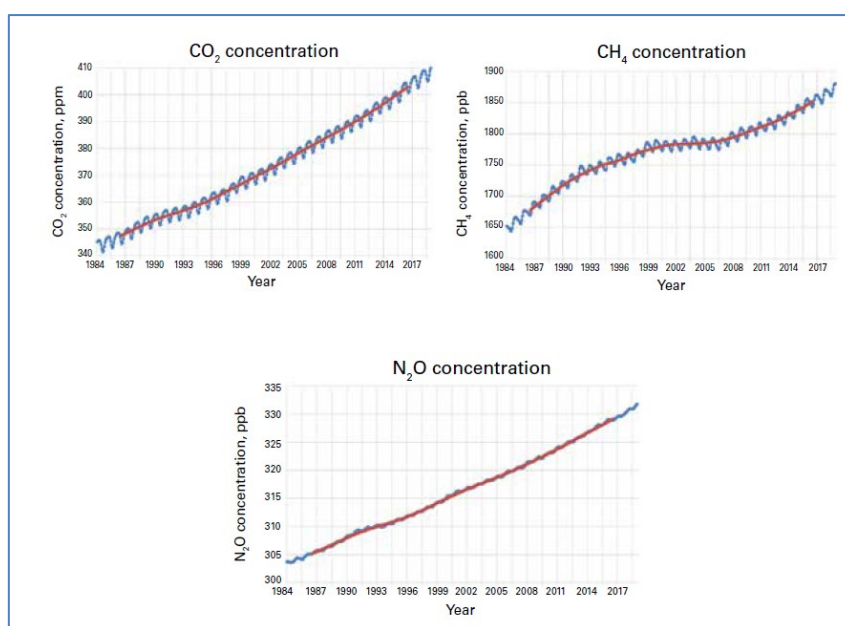 CO₂ concentration
CO₂ concentration, ppm
410
400
390
380
370
360
350
340
1984 1987 1990 1993 1996 1999 2002 2005 2008 2011 2014 2017
Year
CH₄ concentration
CH₄ concentration, ppb
1900
1850
1800
1750
1700
1650
1600
1984 1987 1990 1993 1996 1999 2002 2005 2008 2011 2014 2017
Year
N₂O concentration
N₂O concentration, ppb
335
330
325
320
315
310
305
300
1984 1987 1990 1993 1996 1999 2002 2005 2008 2011 2014 2017
Year